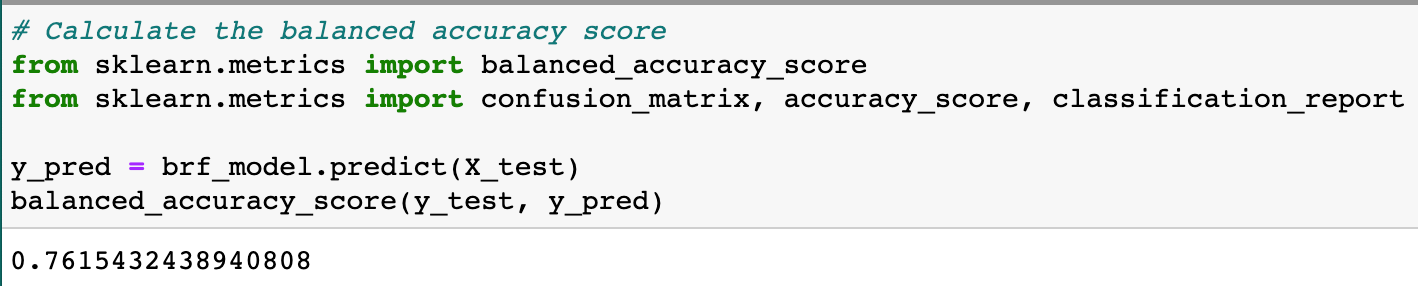 # Calculate the balanced accuracy score
from sklearn.metrics import balanced_accuracy_score
from sklearn.metrics import confusion_matrix, accuracy_score, classification_report
y_pred = brf_model.predict(X_test)
balanced_accuracy_score(y_test, y_pred)
0.7615432438940808